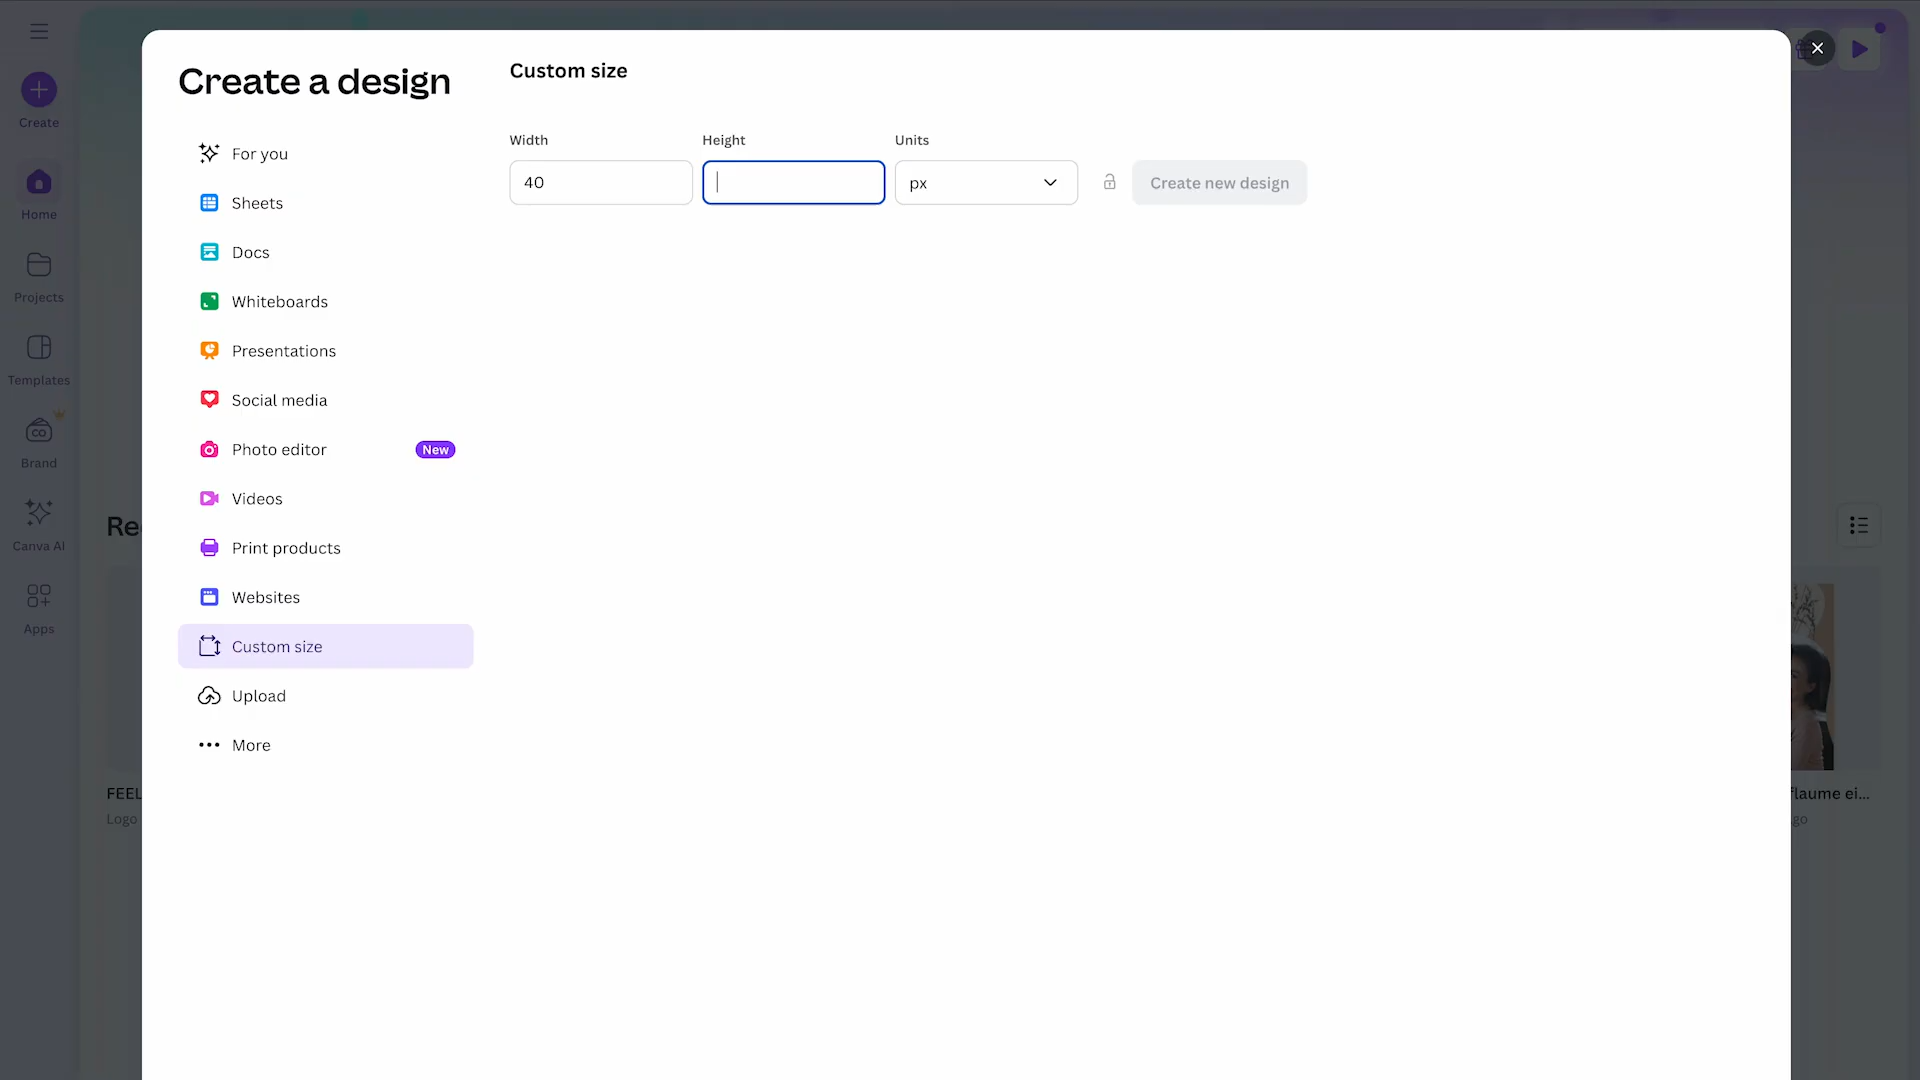 Create
Home
Projects
Templates
Brand
Canva AI
Apps
Create a design
For you
Sheets
Docs
Whiteboards
Presentations
Social media
Photo editor
New
Videos
Print products
Websites
Custom size
Upload
More
Custom size
Width
Height
Units
40
px
Create new design
Re
FEEL
Logo
flaume ei...
go